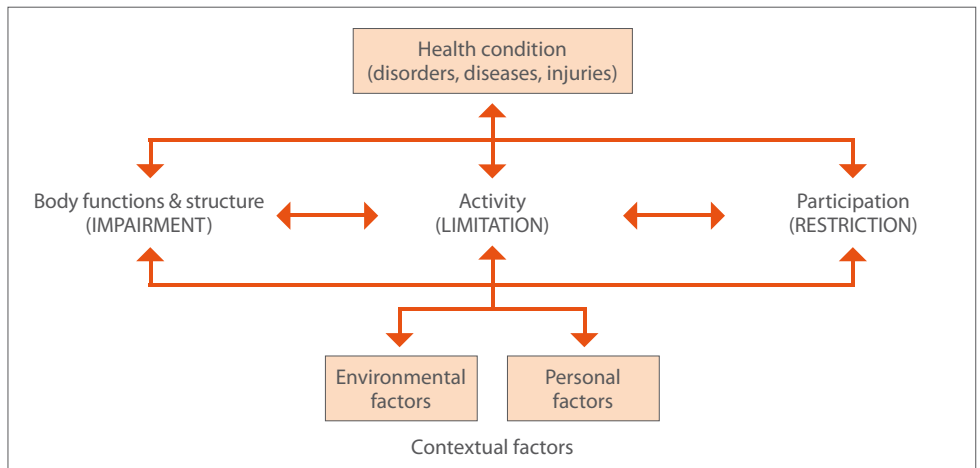 Health condition
(disorders, diseases, injuries)
Body functions & structure
(IMPAIRMENT)
Activity
(LIMITATION)
Participation
(RESTRICTION)
Environmental
factors
Personal
factors
Contextual factors